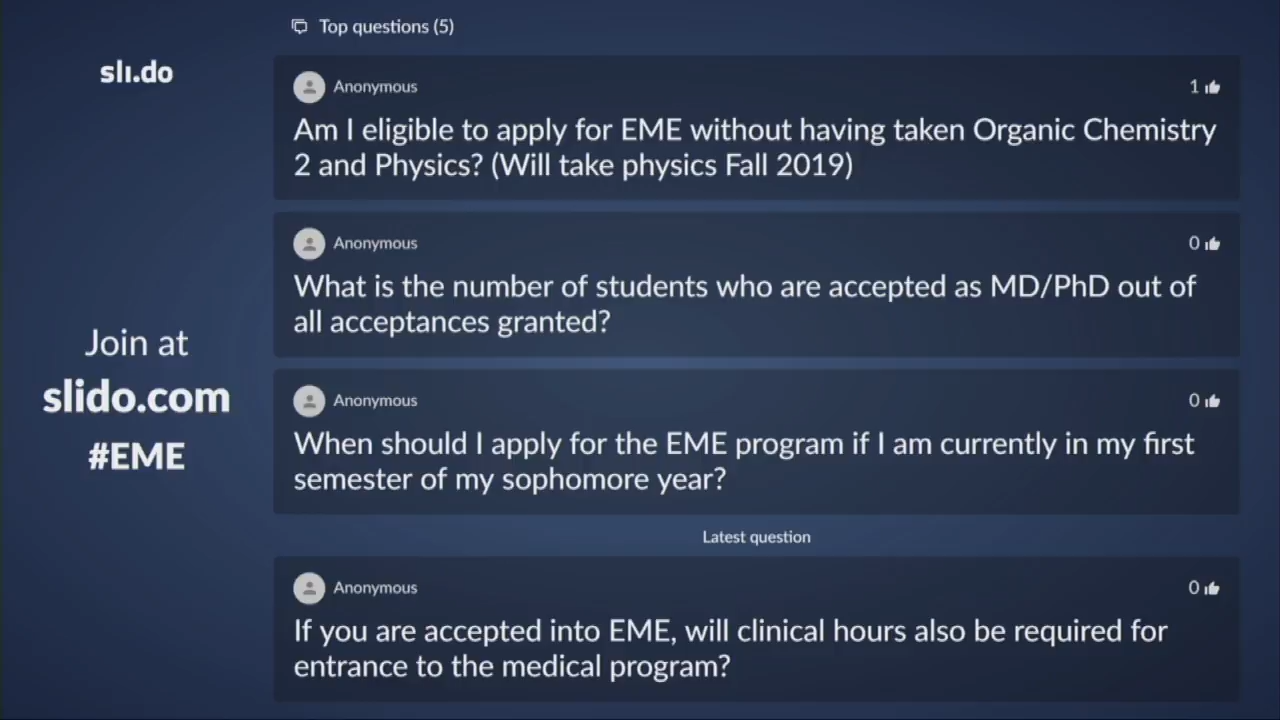 Top questions (5)
sli.do
Anonymous
1
Am I eligible to apply for EME without having taken Organic Chemistry
2 and Physics? (Will take physics Fall 2019)
Anonymous
0
What is the number of students who are accepted as MD/PhD out of
all acceptances granted?
Join at
slido.com
#EME
Anonymous
0
When should I apply for the EME program if I am currently in my first
semester of my sophomore year?
Latest question
Anonymous
0
If you are accepted into EME, will clinical hours also be required for
entrance to the medical program?